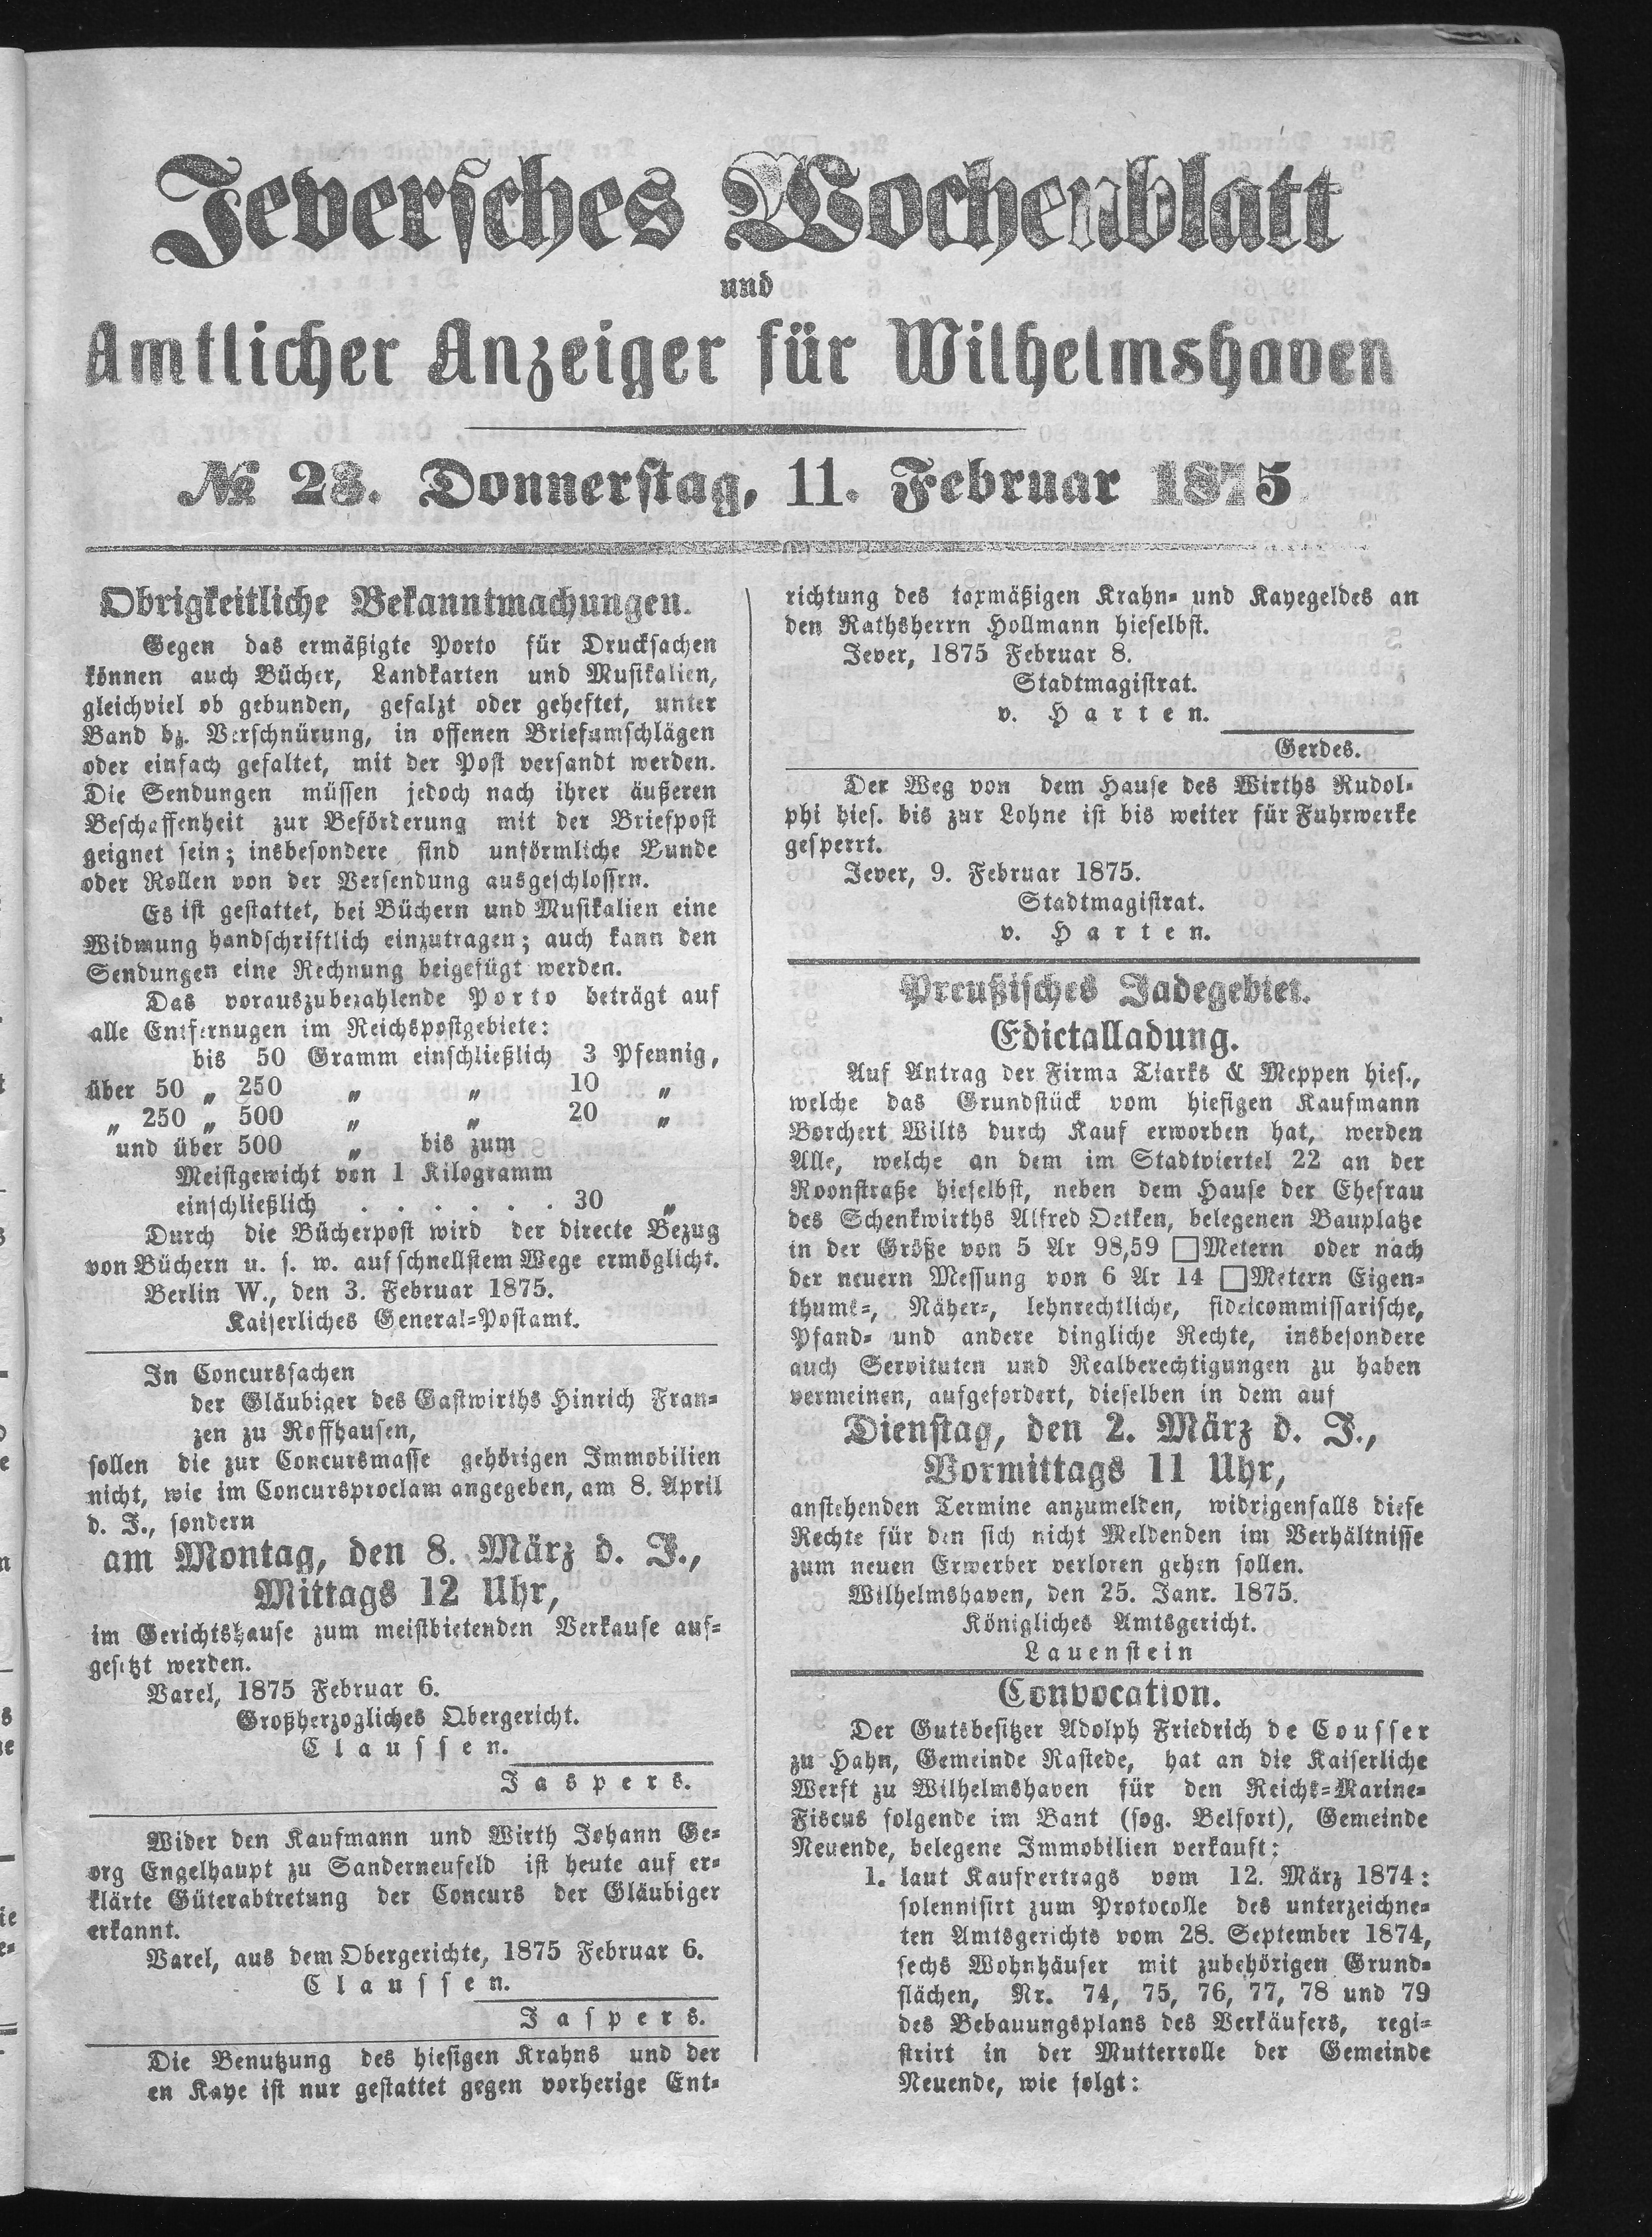 Jeversches Wochenblatt
und
Amtlicher Anzeiger für Wilhelmshaven
№ 23. Donnerstag, 11. Februar 1875
Obrigkeitliche Bekanntmachungen.
Gegen das ermäßigte Porto für Drucksachen
können auch Bücher, Landkarten und Musikalien,
gleichviel ob gebunden, gefalzt oder geheftet, unter
Band bz. Verschnürung, in offenen Briefumschlägen
oder einfach gefaltet, mit der Post versandt werden.
Die Sendungen müssen jedoch nach ihrer äußeren
Beschaffenheit zur Beförderung mit der Briefpost
geignet sein; insbesondere sind unförmliche Bunde
oder Rollen von der Versendung ausgeschlossen.
Es ist gestattet, bei Büchern und Musikalien eine
Widmung handschriftlich einzutragen; auch kann den
Sendungen eine Rechnung beigefügt werden.
Das vorauszubezahlende Porto beträgt auf
alle Entfernugen im Reichspostgebiete:
bis 50 Gramm einschließlich 3 Pfennig,
über 50 „ 250 „ „ 10 „
„ 250 „ 500 „ „ 20 „
und über 500 „ bis zum
Meistgewicht von 1 Kilogramm
einschließlich . . . . . . 30 „
Durch die Bücherpost wird der directe Bezug
von Büchern u. s. w. auf schnellstem Wege ermöglicht.
Berlin W., den 3. Februar 1875.
Kaiserliches General-Postamt.
In Concurssachen
der Gläubiger des Gastwirths Hinrich Fran-
zen zu Roffhausen,
sollen die zur Concursmasse gehörigen Immobilien
nicht, wie im Concursproclam angegeben, am 8. April
d. J., sondern
am Montag, den 8. März d. J.,
Mittags 12 Uhr,
im Gerichtshause zum meistbietenden Verkaufe auf-
gesetzt werden.
Varel, 1875 Februar 6.
Großherzogliches Obergericht.
Claussen.
Jaspers.
Wider den Kaufmann und Wirth Johann Ge-
org Engelhaupt zu Sanderneufeld ist heute auf er-
klärte Güterabtretung der Concurs der Gläubiger
erkannt.
Varel, aus dem Obergerichte, 1875 Februar 6.
Claussen.
Jaspers.
Die Benutzung des hiesigen Krahns und der
en Kaye ist nur gestattet gegen vorherige Ent-
richtung des taxmäßigen Krahn- und Kayegeldes an
den Rathsherrn Hollmann hieselbst.
Jever, 1875 Februar 8.
Stadtmagistrat.
v. Harten.
Gerdes.
Der Weg von dem Hause des Wirths Rudol-
phi hies. bis zur Lohne ist bis weiter für Fuhrwerke
gesperrt.
Jever, 9. Februar 1875.
Stadtmagistrat.
v. Harten.
Preußisches Jadegebiet.
Edictalladung.
Auf Antrag der Firma Tiarks & Meppen hies.,
welche das Grundstück vom hiesigen Kaufmann
Borchert Wilts durch Kauf erworben hat, werden
Alle, welche an dem im Stadtviertel 22 an der
Roonstraße hieselbst, neben dem Hause der Ehefrau
des Schenkwirths Alfred Oetken, belegenen Bauplatze
in der Größe von 5 Ar 98,59 □Metern oder nach
der neuern Messung von 6 Ar 14 □Metern Eigen-
thums-, Näher-, lehnrechtliche, fideicommissarische,
Pfand- und andere dingliche Rechte, insbesondere
auch Servituten und Realberechtigungen zu haben
vermeinen, aufgefordert, dieselben in dem auf
Dienstag, den 2. März d. J.,
Vormittags 11 Uhr,
anstehenden Termine anzumelden, widrigenfalls diese
Rechte für den sich nicht Meldenden im Verhältnisse
zum neuen Erwerber verloren gehen sollen.
Wilhelmshaven, den 25. Janr. 1875.
Königliches Amtsgericht.
Lauenstein
Convocation.
Der Gutsbesitzer Adolph Friedrich de Cousser
zu Hahn, Gemeinde Rastede, hat an die Kaiserliche
Werft zu Wilhelmshaven für den Reichs-Marine-
Fiscus folgende im Bant (sog. Belfort), Gemeinde
Neuende, belegene Immobilien verkauft:
1. laut Kaufvertrags vom 12. März 1874:
solennisirt zum Protocolle des unterzeichne-
ten Amtsgerichts vom 28. September 1874,
sechs Wohnhäuser mit zubehörigen Grund-
flächen, Nr. 74, 75, 76, 77, 78 und 79
des Bebauungsplans des Verkäufers, regi-
strirt in der Mutterrolle der Gemeinde
Neuende, wie folgt: